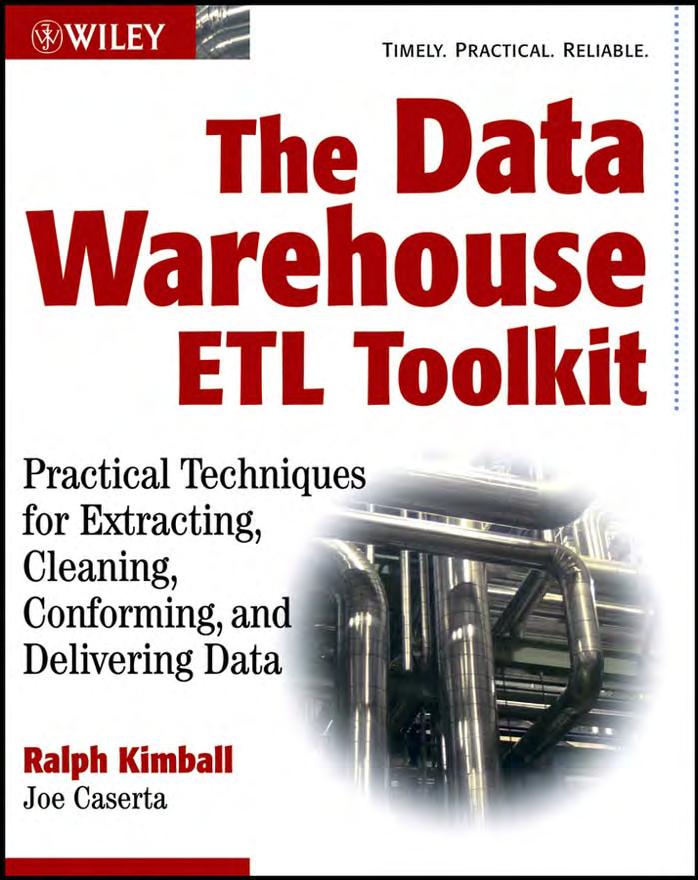 WILEY
TIMELY. PRACTICAL. RELIABLE.
The Data
Warehouse
ETL Toolkit
Practical Techniques
for Extracting,
Cleaning,
Conforming, and
Delivering Data
Ralph Kimball
Joe Caserta